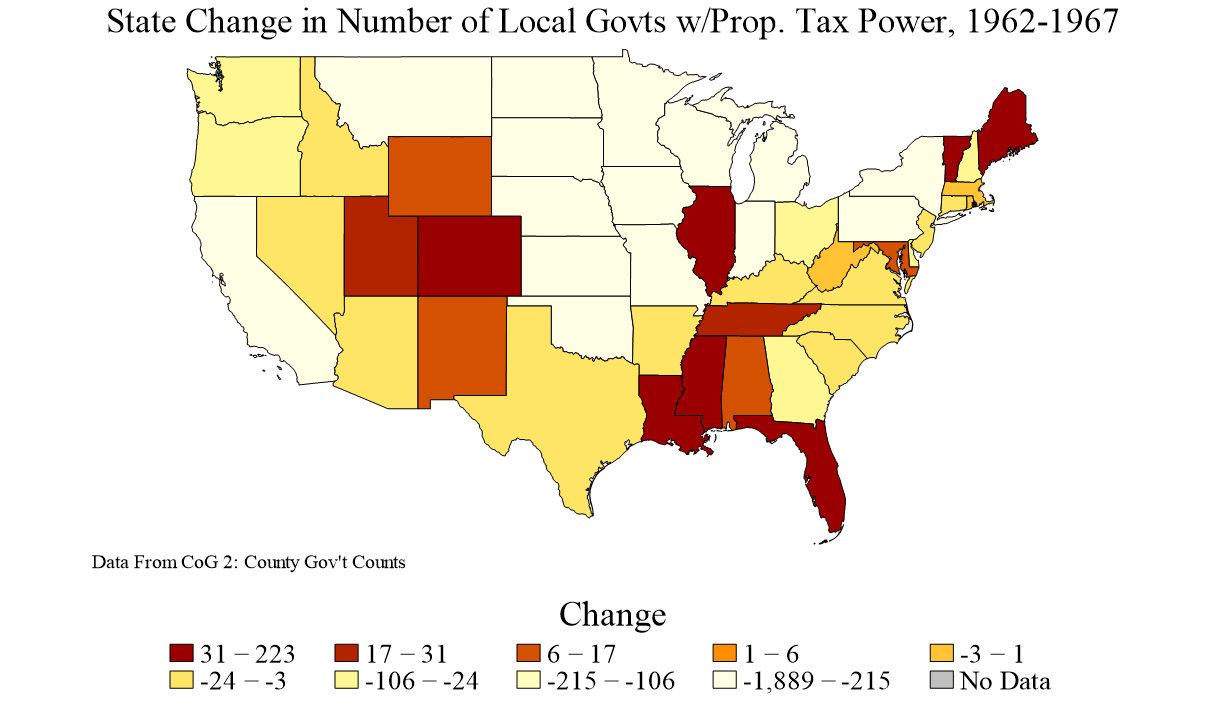 State Change in Number of Local Govts w/Prop. Tax Power, 1962-1967
Data From CoG 2: County Gov't Counts
Change
31 – 223 17 – 31 6 – 17 1 – 6 -3 – 1
-24 – -3 -106 – -24 -215 – -106 -1,889 – -215 No Data